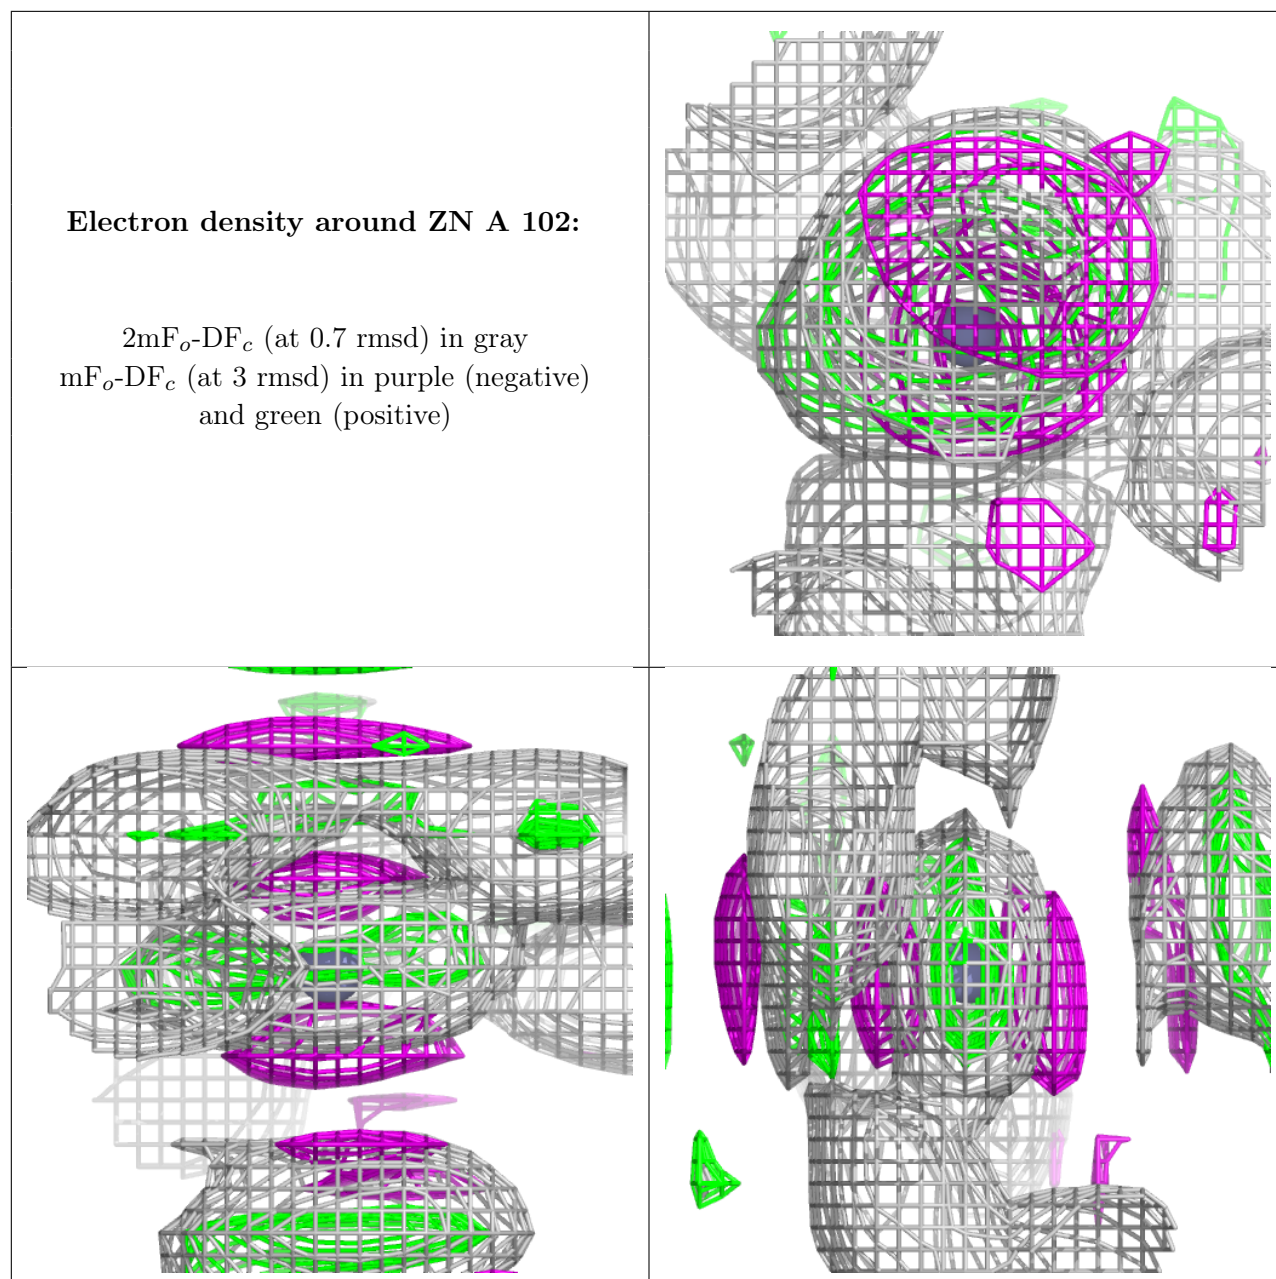 Electron density around ZN A 102:
2mFo-DFc (at 0.7 rmsd) in gray
mFo-DFc (at 3 rmsd) in purple (negative)
and green (positive)